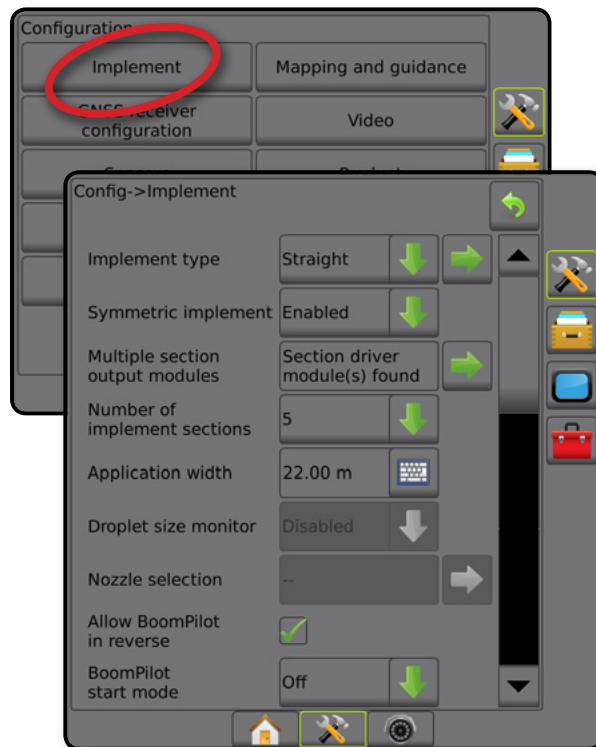 Configuration
Implement
Mapping and guidance
GNSS receiver
configuration
Video
Config->Implement
Implement type
Straight
Symmetric implement
Enabled
Multiple section
output modules
Section driver
module(s) found
Number of
implement sections
5
Application width
22.00 m
Droplet size monitor
Disabled
Nozzle selection
--
Allow BoomPilot
in reverse
BoomPilot
start mode
Off